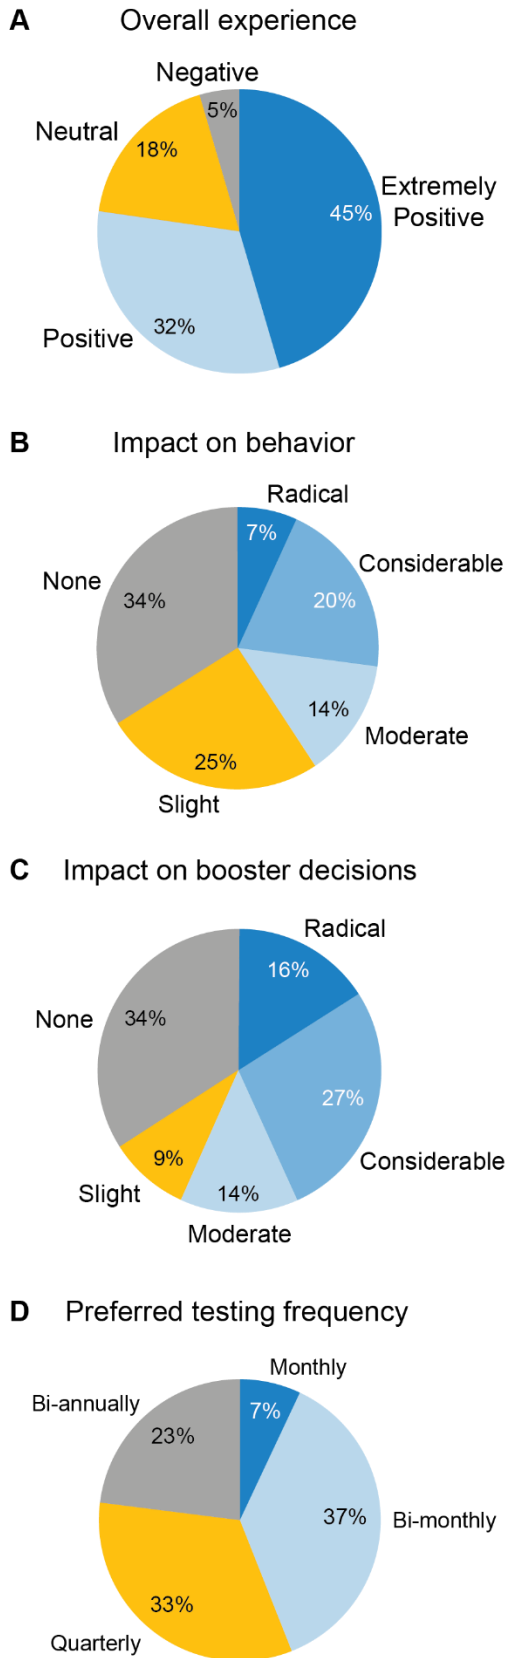 A Overall experience
Negative
5%
Neutral
18%
Extremely
Positive
45%
Positive
32%
B Impact on behavior
Radical
7%
Considerable
20%
None
34%
14%
Moderate
25%
Slight
C Impact on booster decisions
Radical
16%
None
34%
27%
Considerable
9%
Slight
14%
Moderate
D Preferred testing frequency
Monthly
7%
Bi-annually
23%
37%
Bi-monthly
33%
Quarterly